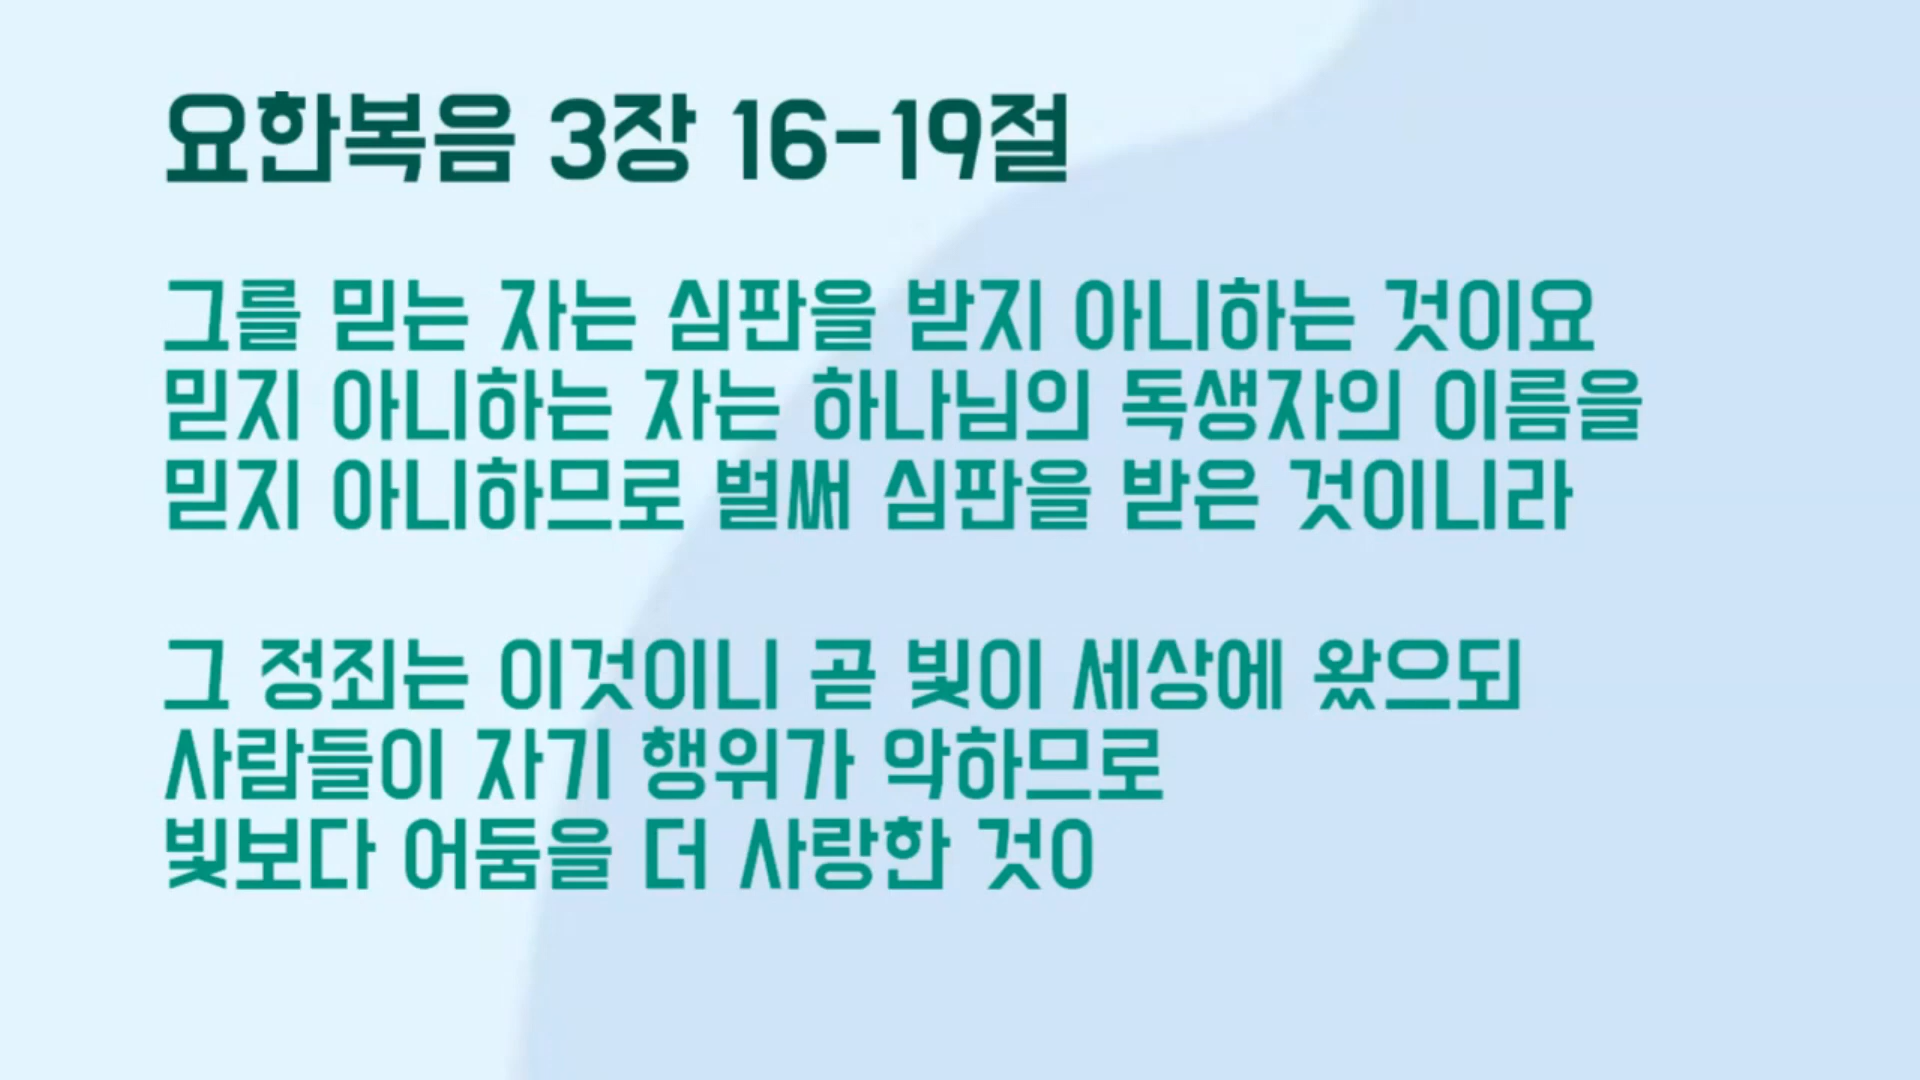 요한복음 3장 16-19절
그를 믿는 자는 심판을 받지 아니하는 것이요
믿지 아니하는 자는 하나님의 독생자의 이름을
믿지 아니하므로 벌써 심판을 받은 것이니라
그 정죄는 이것이니 곧 빛이 세상에 왔으되
사람들이 자기 행위가 악하므로
빛보다 어둠을 더 사랑한 것ㅇ